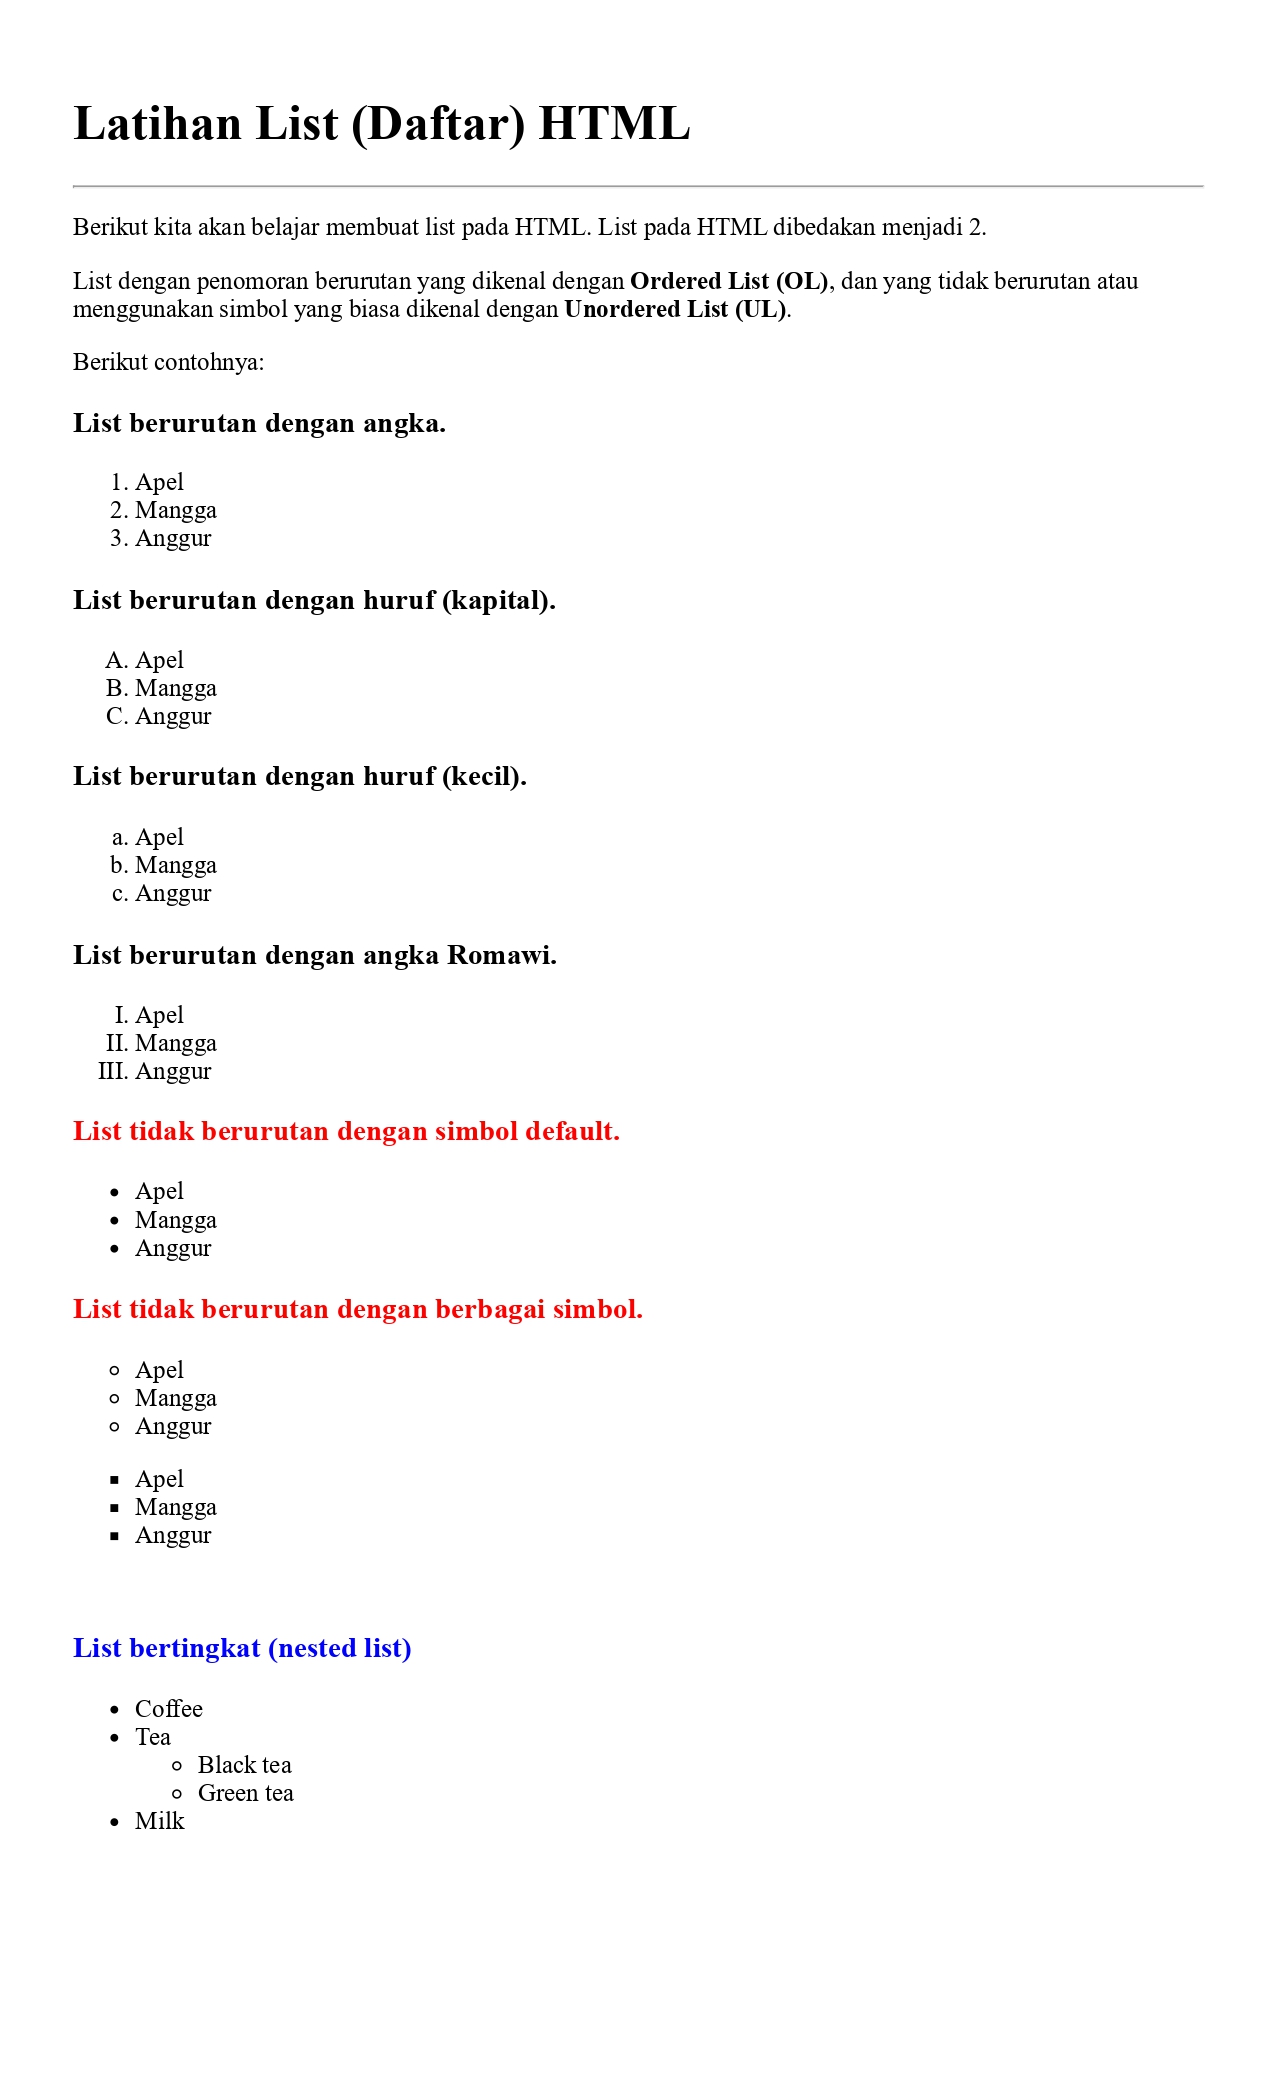 Latihan List (Daftar) HTML
Berikut kita akan belajar membuat list pada HTML. List pada HTML dibedakan menjadi 2.
List dengan penomoran berurutan yang dikenal dengan Ordered List (OL), dan yang tidak berurutan atau
menggunakan simbol yang biasa dikenal dengan Unordered List (UL).
Berikut contohnya:
List berurutan dengan angka.
1. Apel
2. Mangga
3. Anggur
List berurutan dengan huruf (kapital).
A. Apel
B. Mangga
C. Anggur
List berurutan dengan huruf (kecil).
a. Apel
b. Mangga
c. Anggur
List berurutan dengan angka Romawi.
I. Apel
II. Mangga
III. Anggur
List tidak berurutan dengan simbol default.
• Apel
• Mangga
• Anggur
List tidak berurutan dengan berbagai simbol.
◦ Apel
◦ Mangga
◦ Anggur
▪ Apel
▪ Mangga
▪ Anggur
List bertingkat (nested list)
• Coffee
• Tea
◦ Black tea
◦ Green tea
• Milk